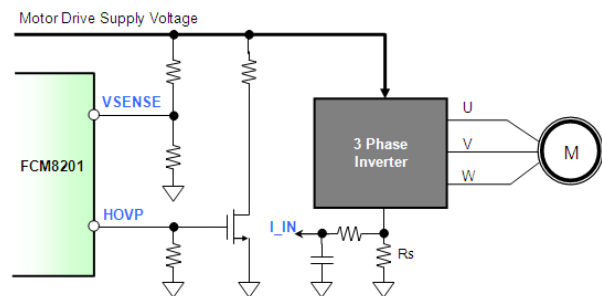 Motor Drive Supply Voltage
VSENSE
FCM8201
HOVP
3 Phase
Inverter
U
V
W
M
I_IN
Rs